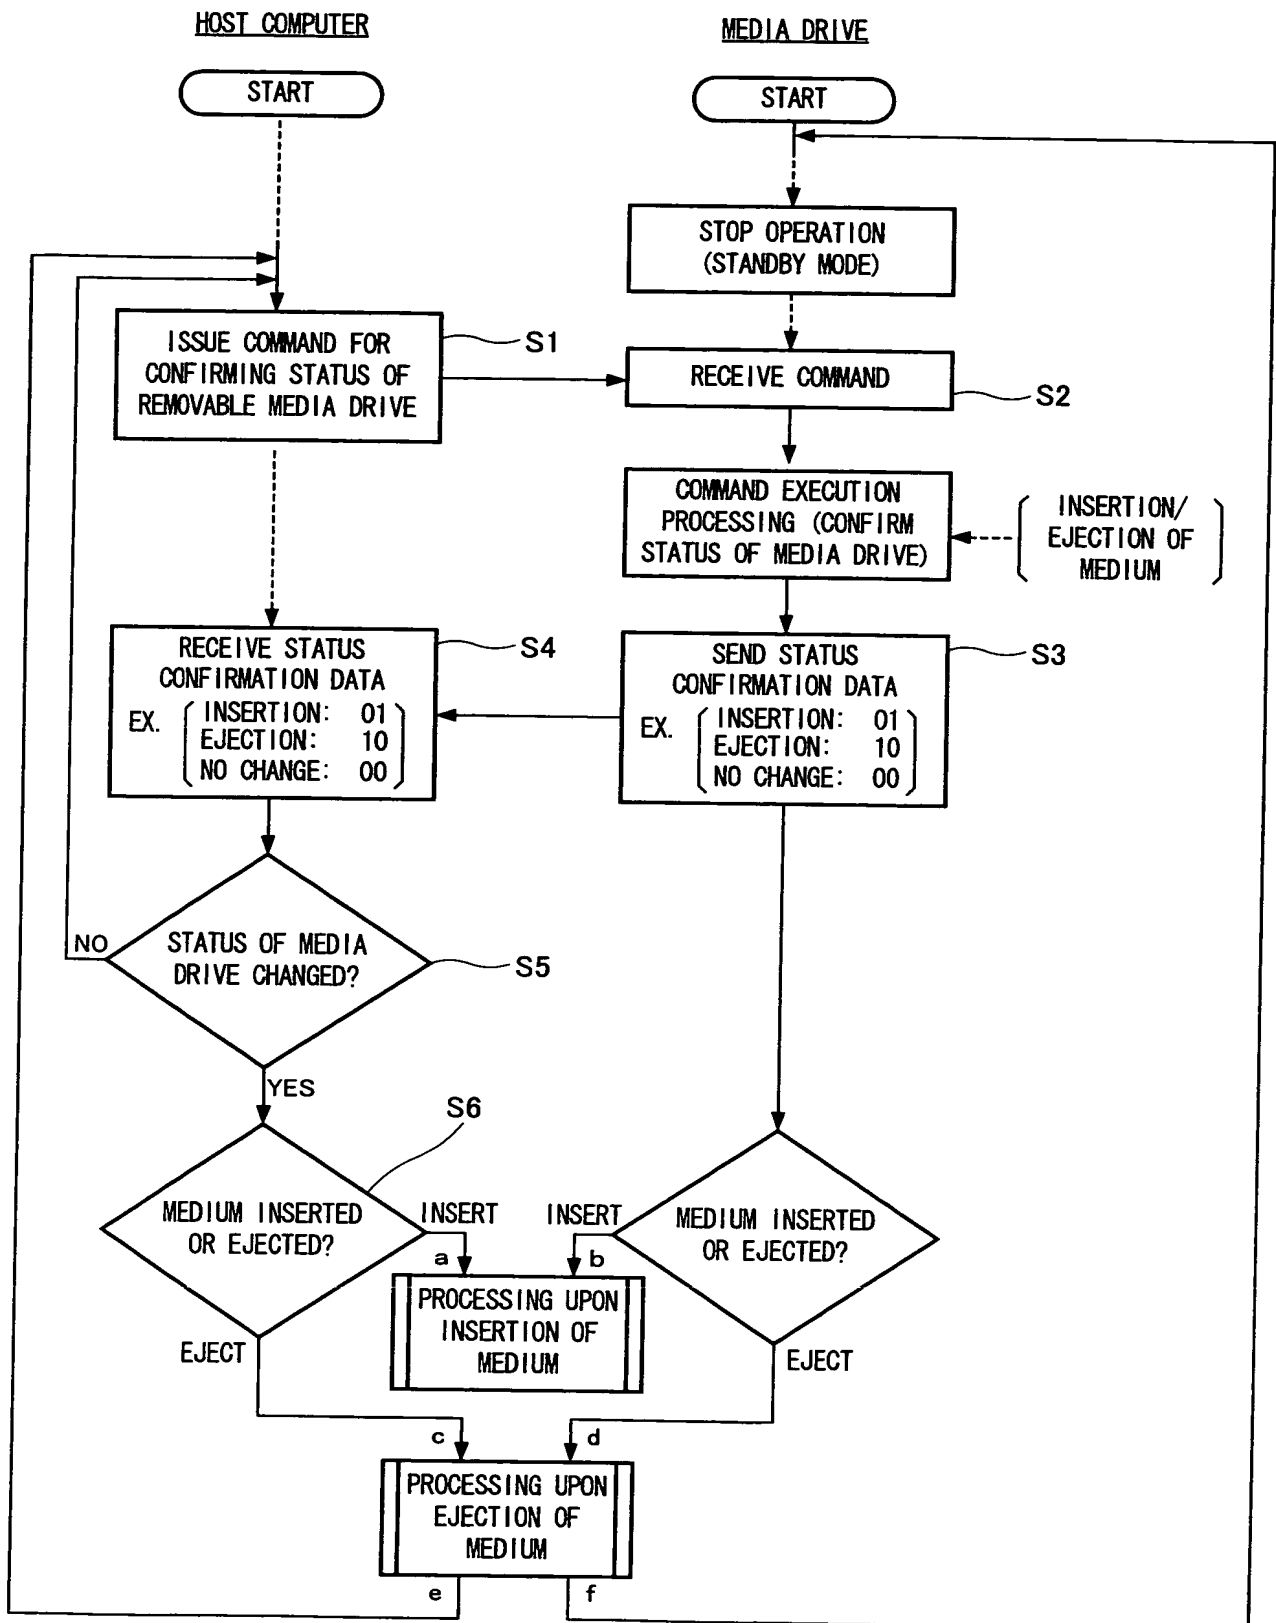 HOST COMPUTER
MEDIA DRIVE
START
START
STOP OPERATION
(STANDBY MODE)
ISSUE COMMAND FOR
CONFIRMING STATUS OF
REMOVABLE MEDIA DRIVE
S1
RECEIVE COMMAND
S2
COMMAND EXECUTION
PROCESSING (CONFIRM
STATUS OF MEDIA DRIVE)
INSERTION/
EJECTION OF
MEDIUM
RECEIVE STATUS
CONFIRMATION DATA
EX. INSERTION: 01
EJECTION: 10
NO CHANGE: 00
S4
SEND STATUS
CONFIRMATION DATA
EX. INSERTION: 01
EJECTION: 10
NO CHANGE: 00
S3
STATUS OF MEDIA
DRIVE CHANGED?
NO
S5
YES
S6
MEDIUM INSERTED
OR EJECTED?
INSERT
INSERT
MEDIUM INSERTED
OR EJECTED?
a
b
PROCESSING UPON
INSERTION OF
MEDIUM
EJECT
EJECT
c
d
PROCESSING UPON
EJECTION OF
MEDIUM
e
f